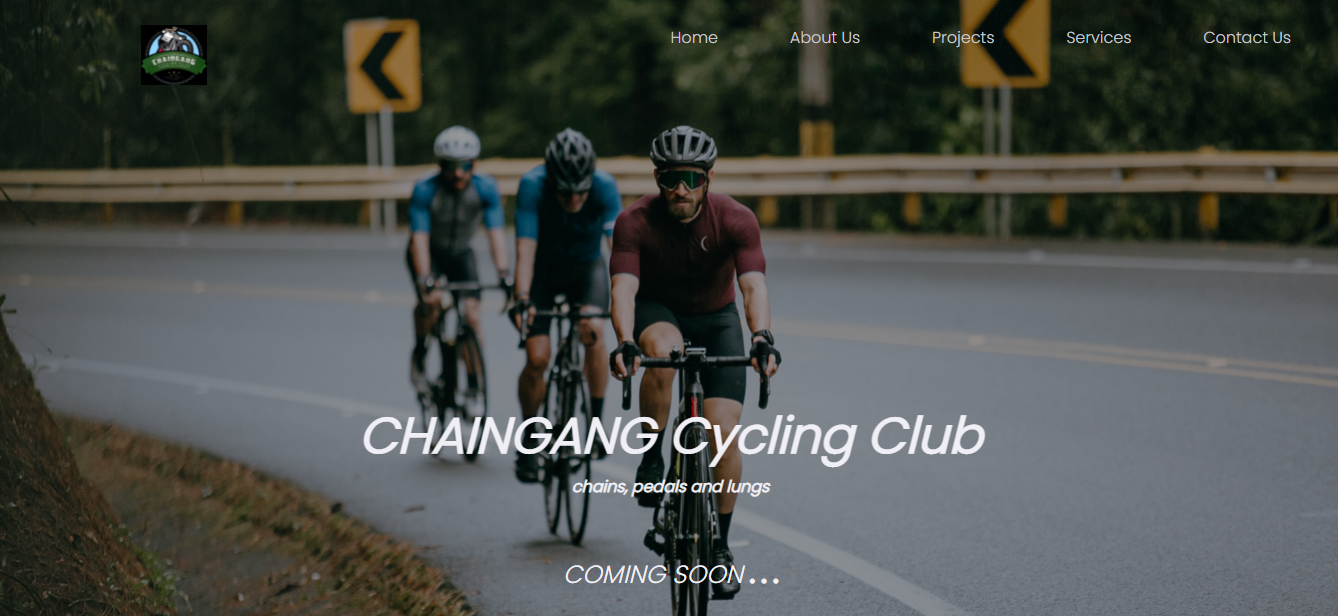 CHAINGANG
Home About Us Projects Services Contact Us
CHAINGANG Cycling Club
chains, pedals and lungs
COMING SOON...